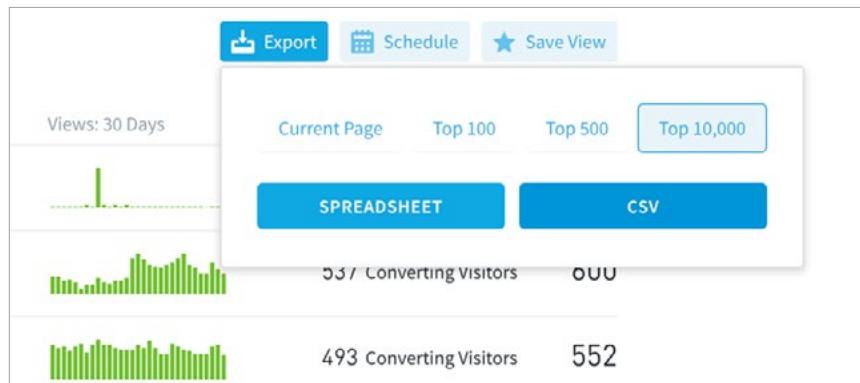 Export Schedule Save View
Views: 30 Days
Current Page Top 100 Top 500 Top 10,000
SPREADSHEET CSV
537 Converting Visitors 600
493 Converting Visitors 552